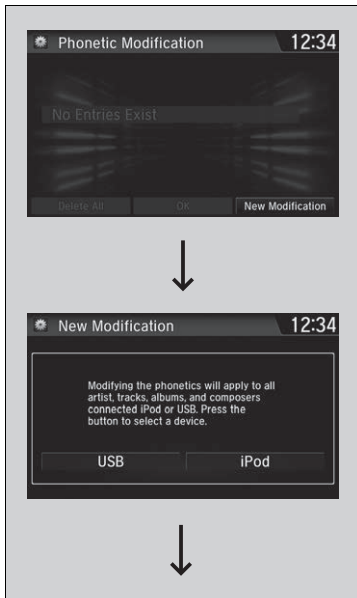 Phonetic Modification 12:34
No Entries Exist
Delete All OK New Modification
New Modification 12:34
Modifying the phonetics will apply to all
artist, tracks, albums, and composers
connected iPod or USB. Press the
button to select a device.
USB iPod